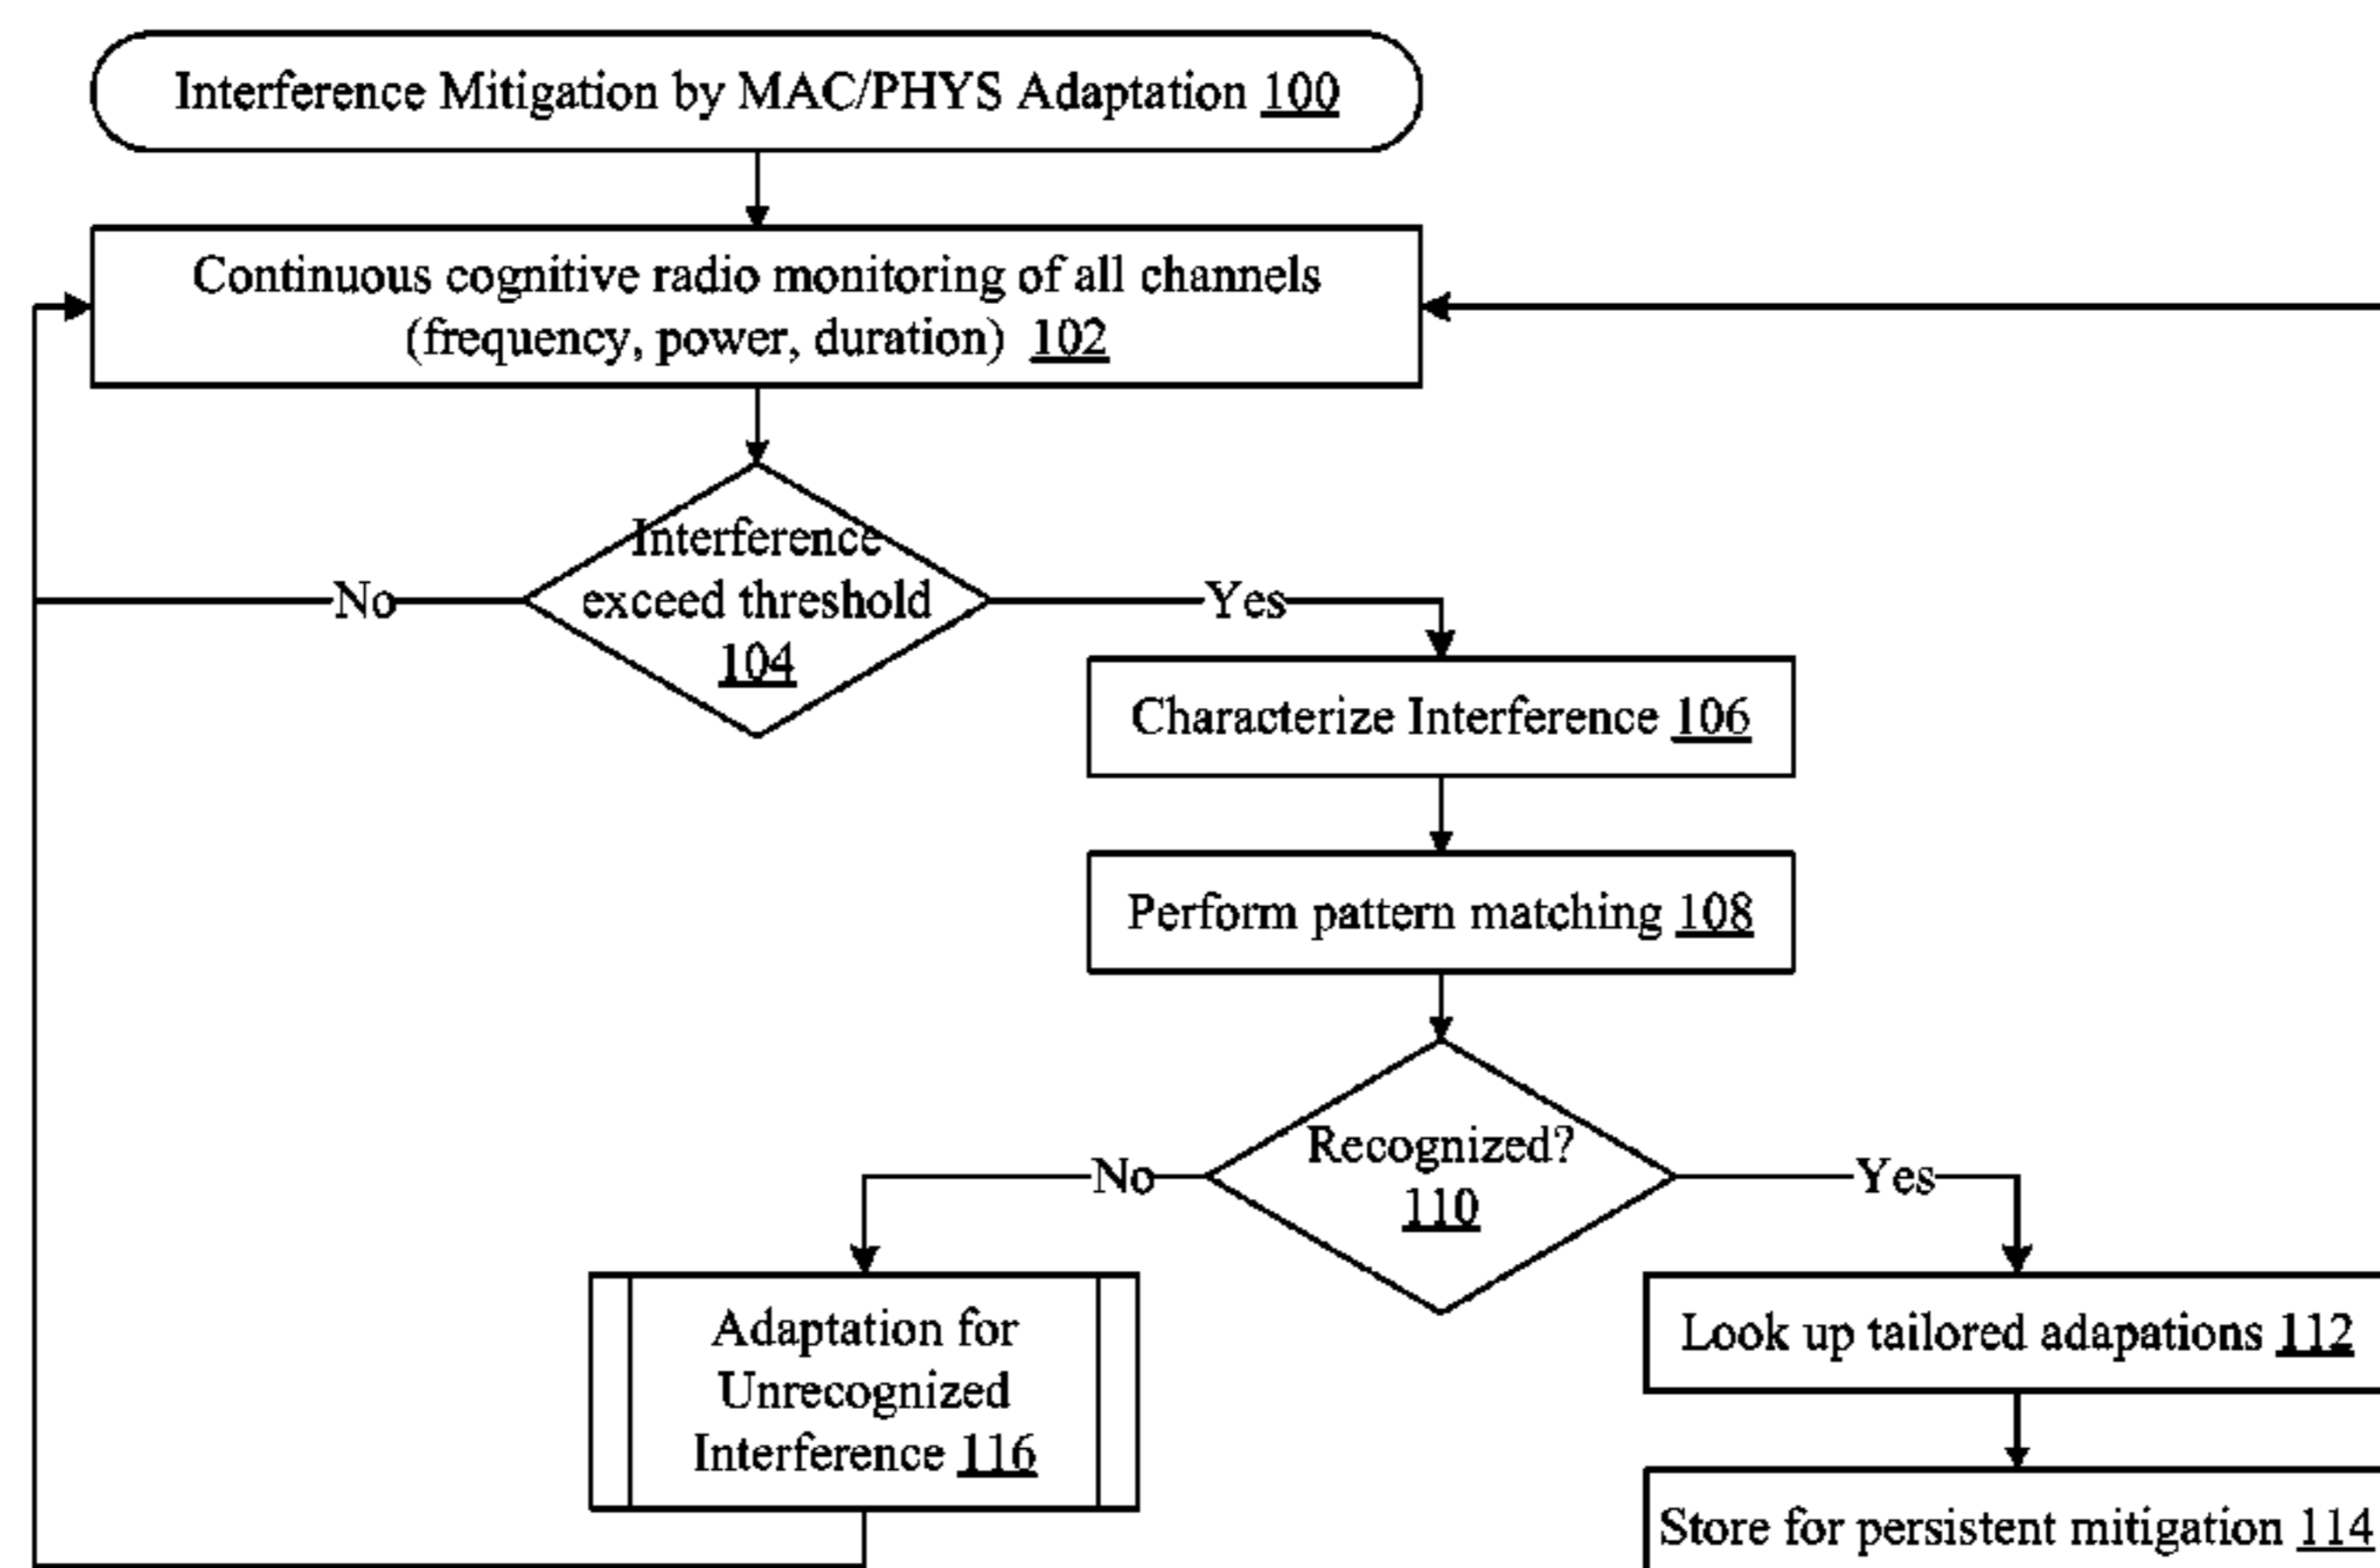 Interference Mitigation by MAC/PHYS Adaptation 100
Continuous cognitive radio monitoring of all channels
(frequency, power, duration) 102
Interference
exceed threshold
104
No
Yes
Characterize Interference 106
Perform pattern matching 108
Recognized?
110
No
Yes
Adaptation for
Unrecognized
Interference 116
Look up tailored adapations 112
Store for persistent mitigation 114